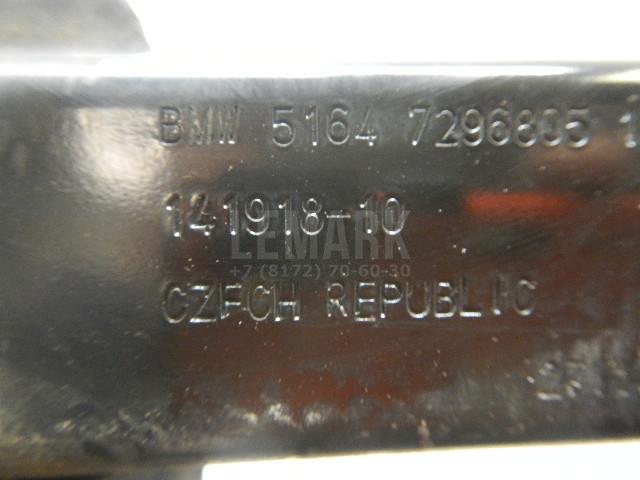 BMW 5164 7296805
141918-10
LEMARK
+7 (8172) 70-60-30
CZECH REPUBLIC